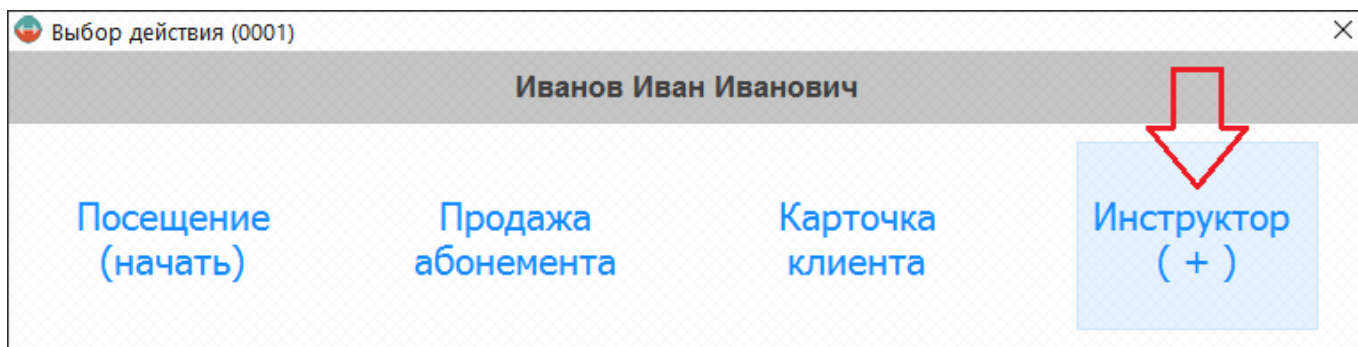 Выбор действия (0001)
Иванов Иван Иванович
Посещение
(начать)
Продажа
абонемента
Карточка
клиента
Инструктор
( + )